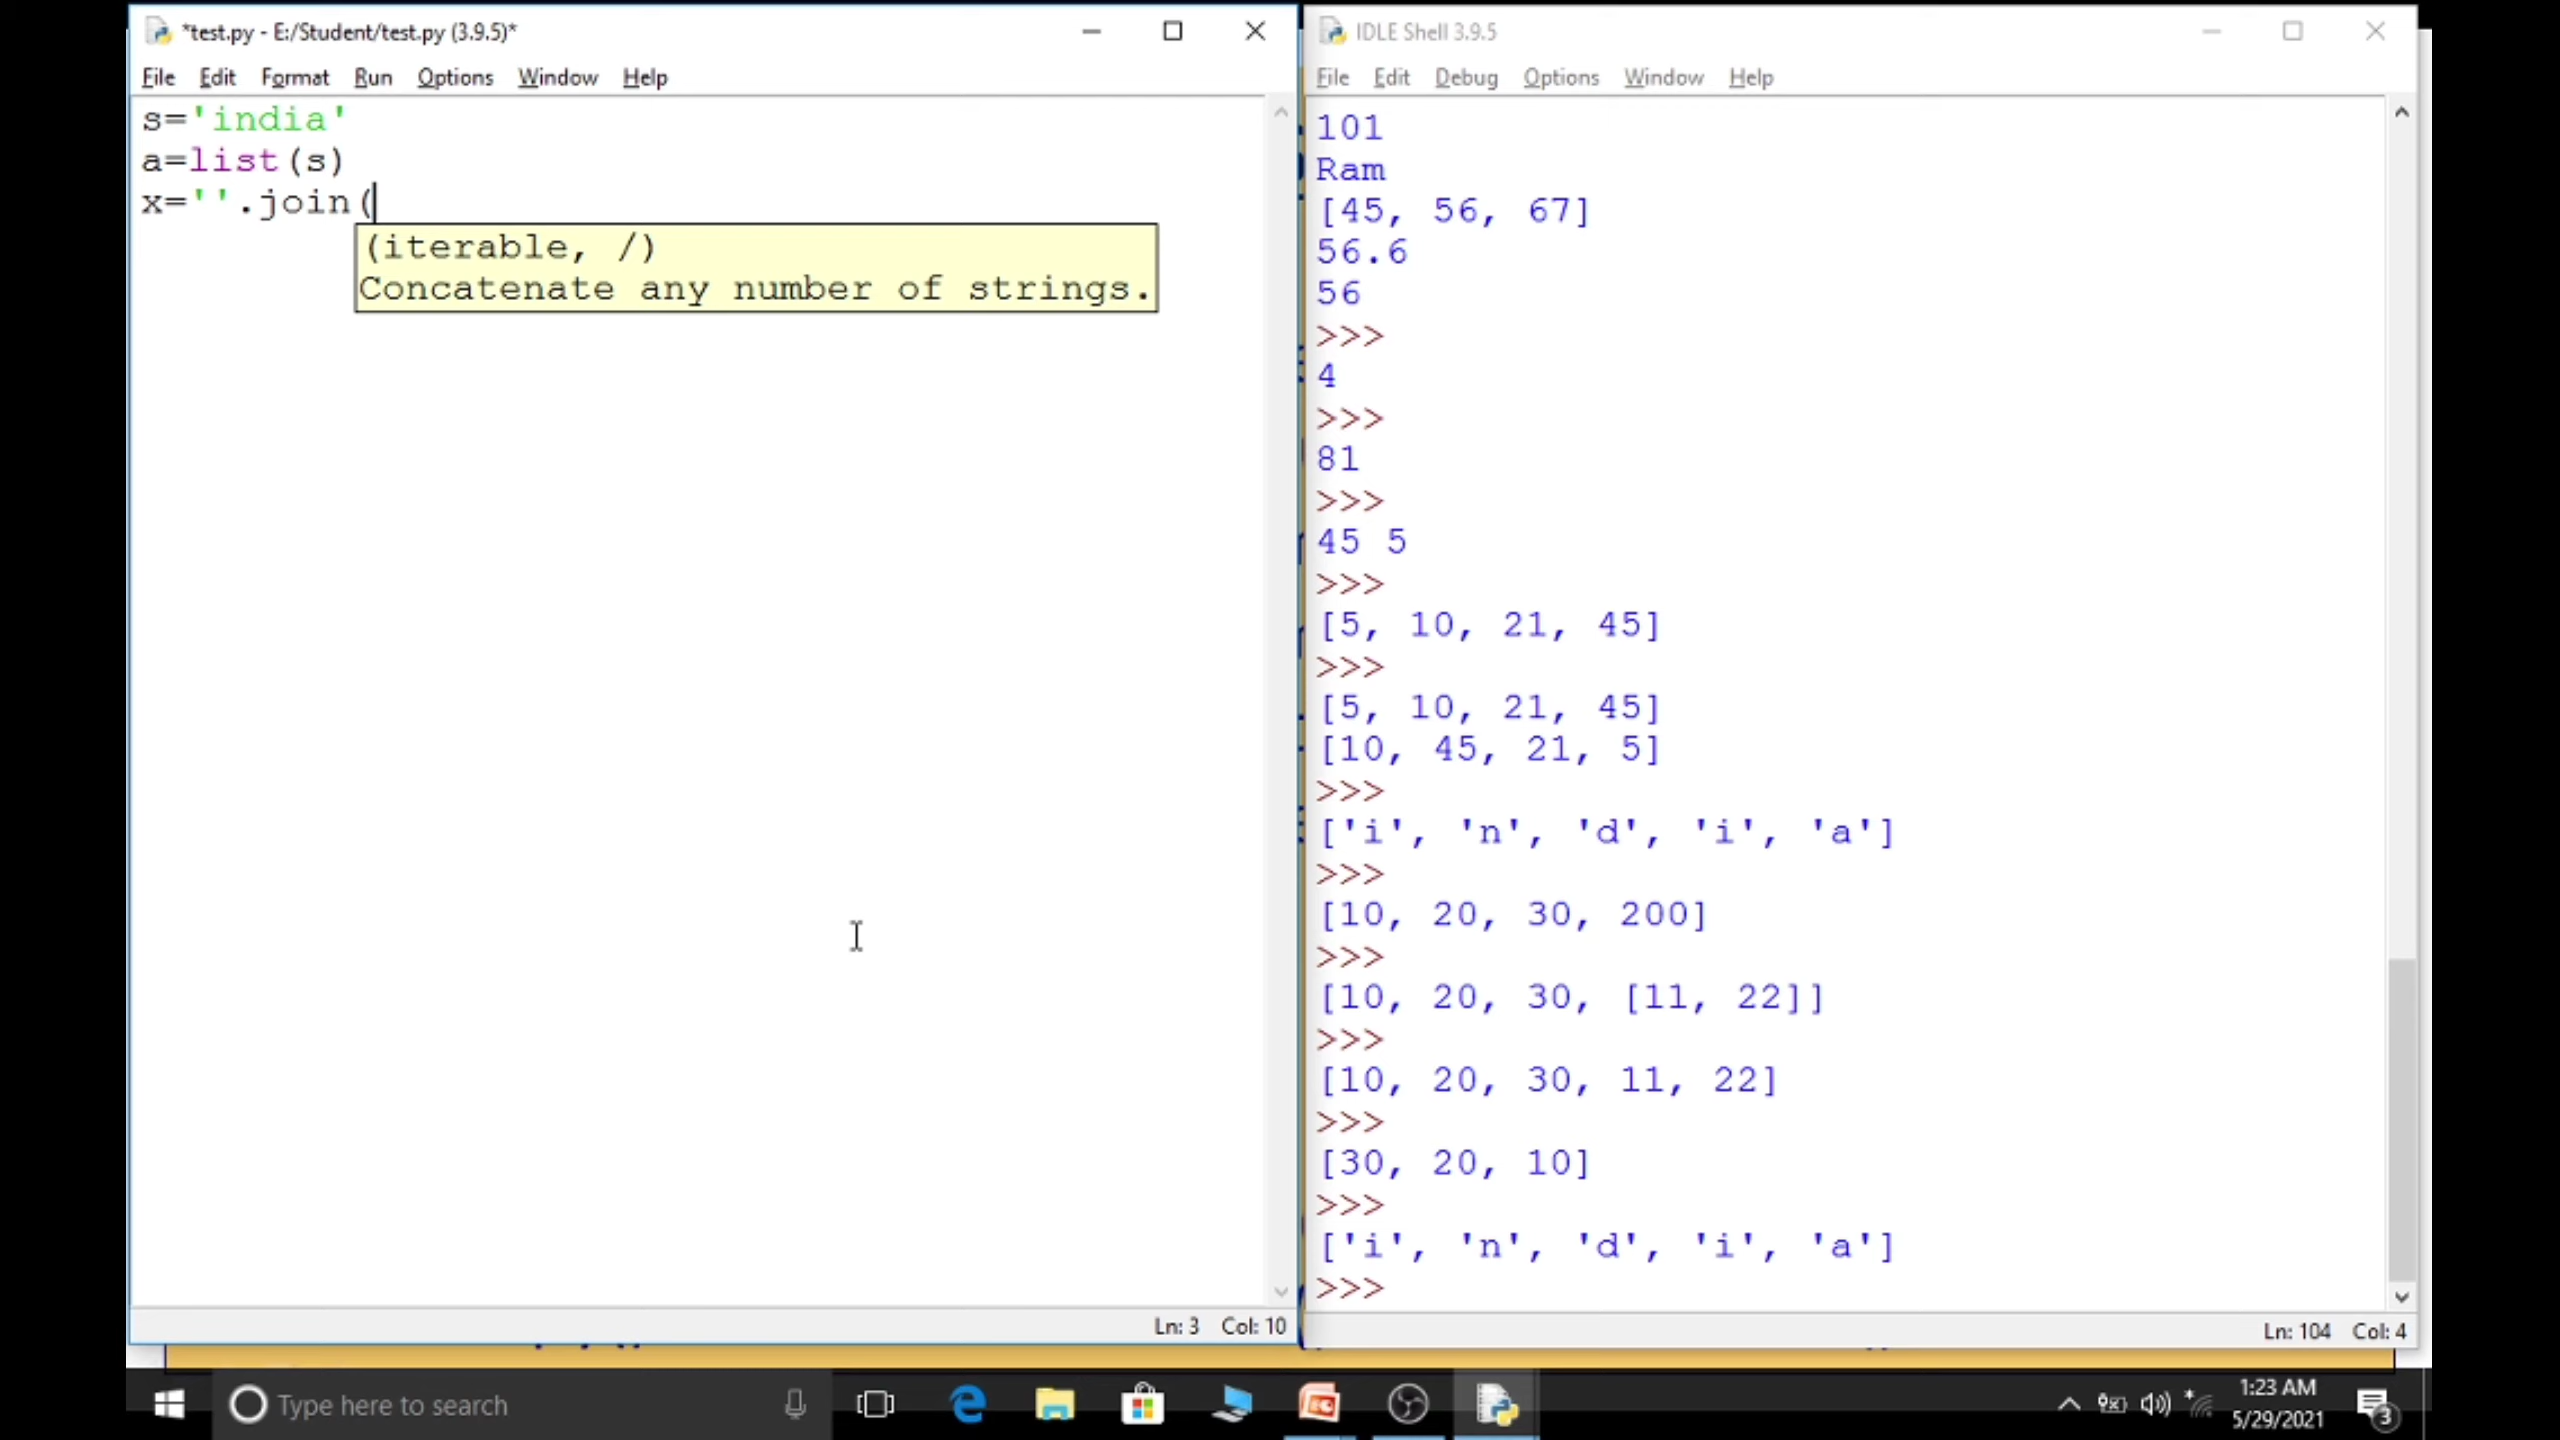 *test.py - E:/Student/test.py (3.9.5)*
File Edit Format Run Options Window Help
s='india'
a=list(s)
x=''.join(
(iterable, /)
Concatenate any number of strings.
Ln: 3 Col: 10
IDLE Shell 3.9.5
File Edit Debug Options Window Help
101
Ram
[45, 56, 67]
56.6
56
>>>
4
>>>
81
>>>
45 5
>>>
[5, 10, 21, 45]
>>>
[5, 10, 21, 45]
[10, 45, 21, 5]
>>>
['i', 'n', 'd', 'i', 'a']
>>>
[10, 20, 30, 200]
>>>
[10, 20, 30, [11, 22]]
>>>
[10, 20, 30, 11, 22]
>>>
[30, 20, 10]
>>>
['i', 'n', 'd', 'i', 'a']
>>>
Ln: 104 Col: 4
Type here to search
1:23 AM
5/29/2021
3